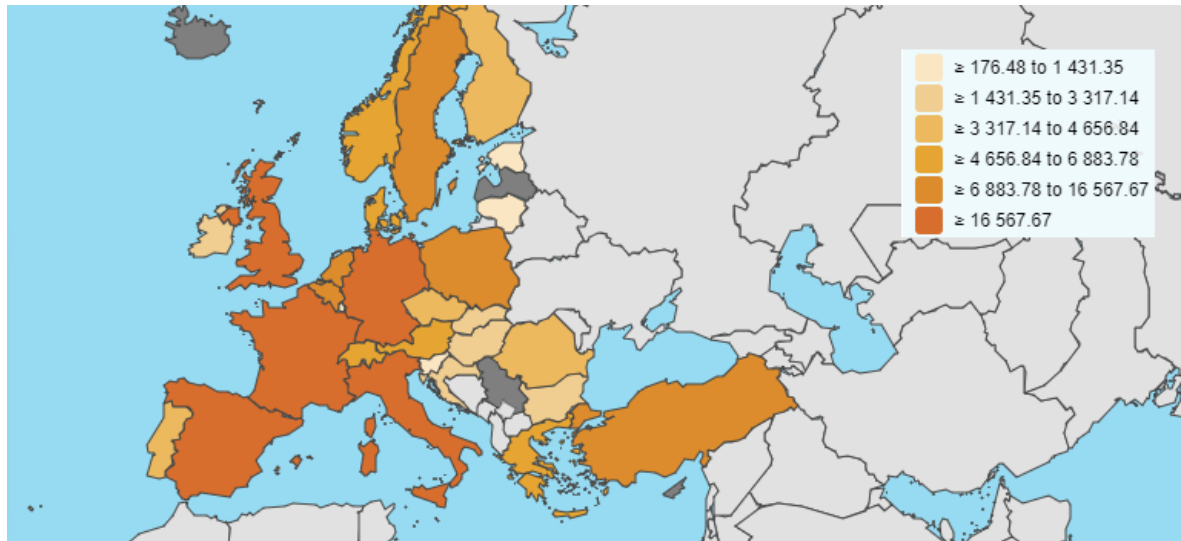 ≥ 176.48 to 1 431.35
≥ 1 431.35 to 3 317.14
≥ 3 317.14 to 4 656.84
≥ 4 656.84 to 6 883.78
≥ 6 883.78 to 16 567.67
≥ 16 567.67